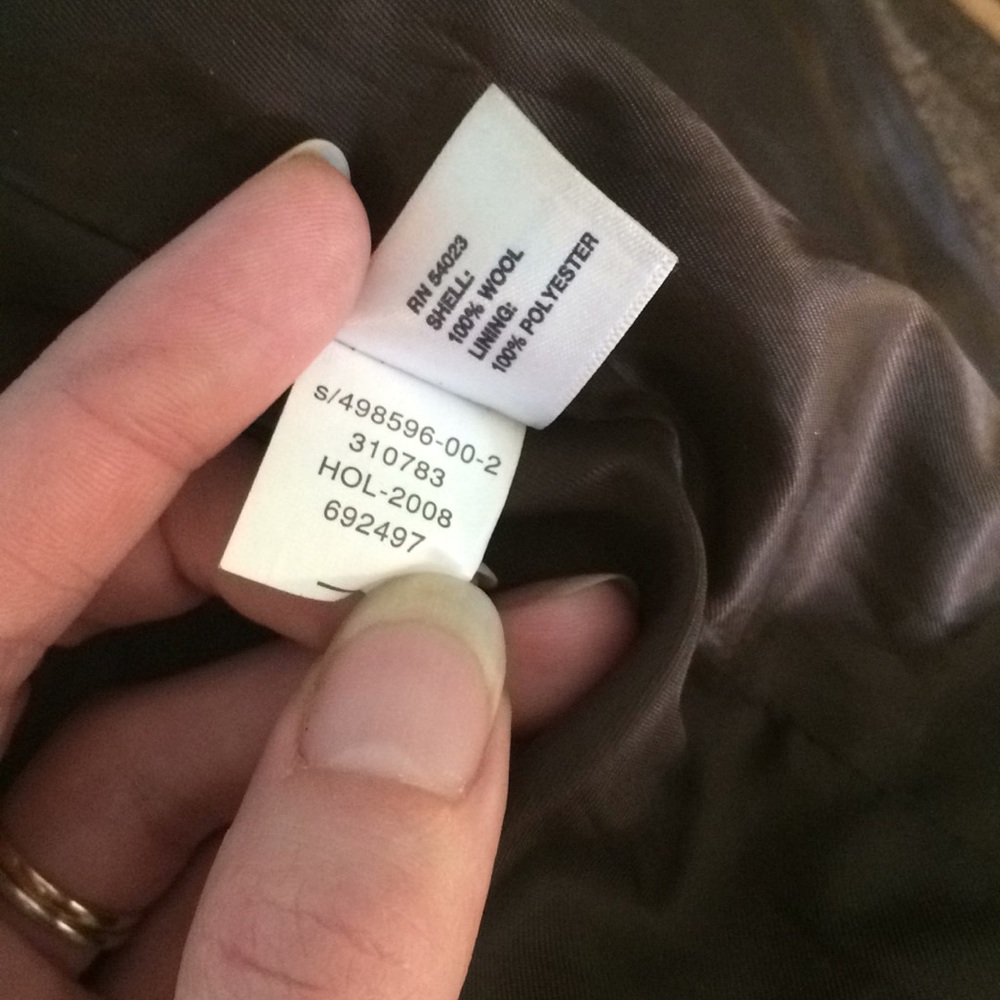 RN 54023
SHELL:
100% WOOL
LINING:
100% POLYESTER
s/498596-00-2
310783
HOL-2008
692497